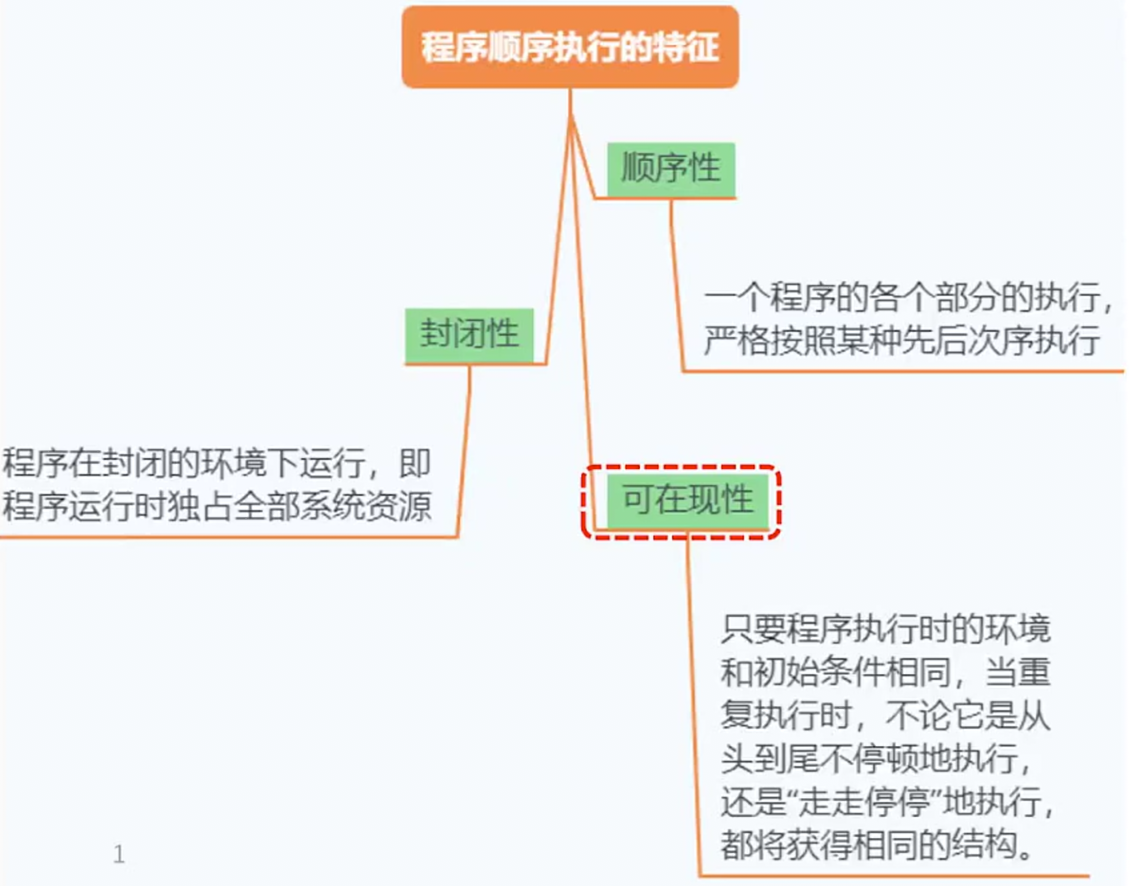 程序顺序执行的特征
顺序性
一个程序的各个部分的执行，
严格按照某种先后次序执行
封闭性
程序在封闭的环境下运行，即
程序运行时独占全部系统资源
可在现性
只要程序执行时的环境
和初始条件相同，当重
复执行时，不论它是从
头到尾不停顿地执行，
还是“走走停停”地执行，
都将获得相同的结构。
1